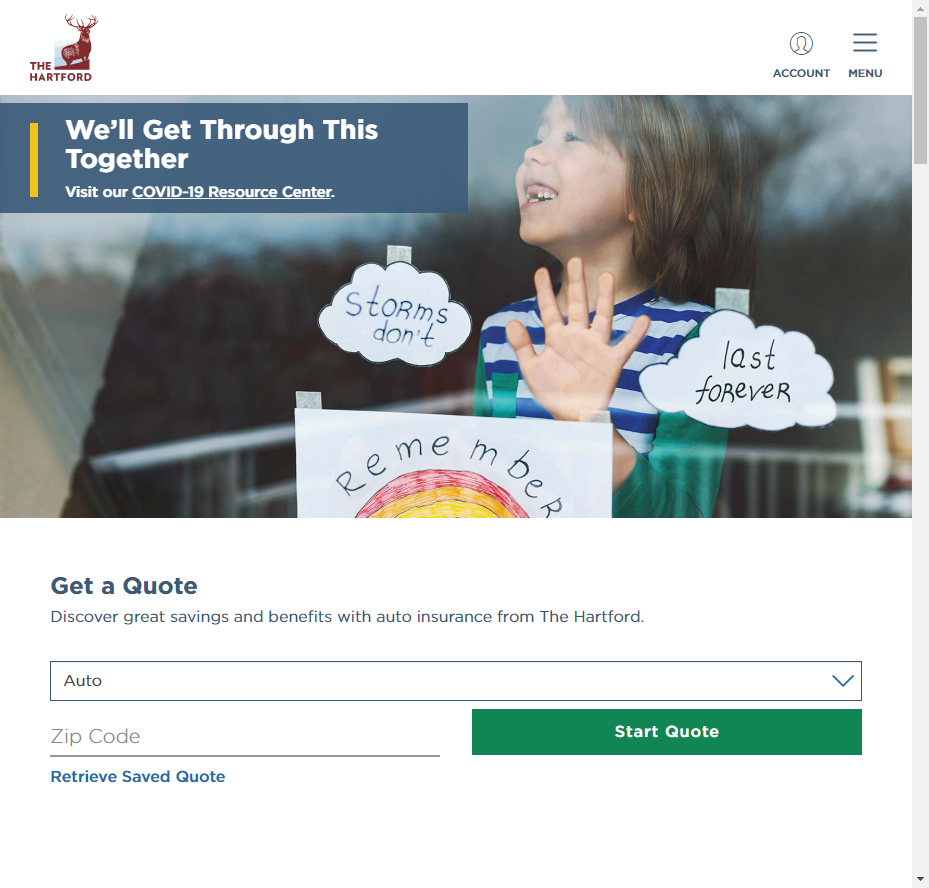 THE
HARTFORD
ACCOUNT
MENU
We'll Get Through This
Together
Visit our COVID-19 Resource Center.
Storms
don't
last
forever
Remember
Get a Quote
Discover great savings and benefits with auto insurance from The Hartford.
Auto
Zip Code
Start Quote
Retrieve Saved Quote